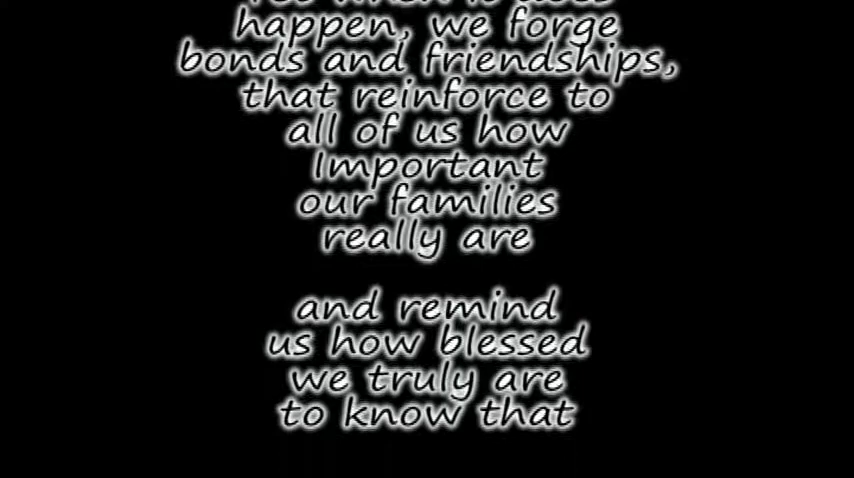 happen, we forge
bonds and friendships,
that reinforce to
all of us how
Important
our families
really are
and remind
us how blessed
we truly are
to know that